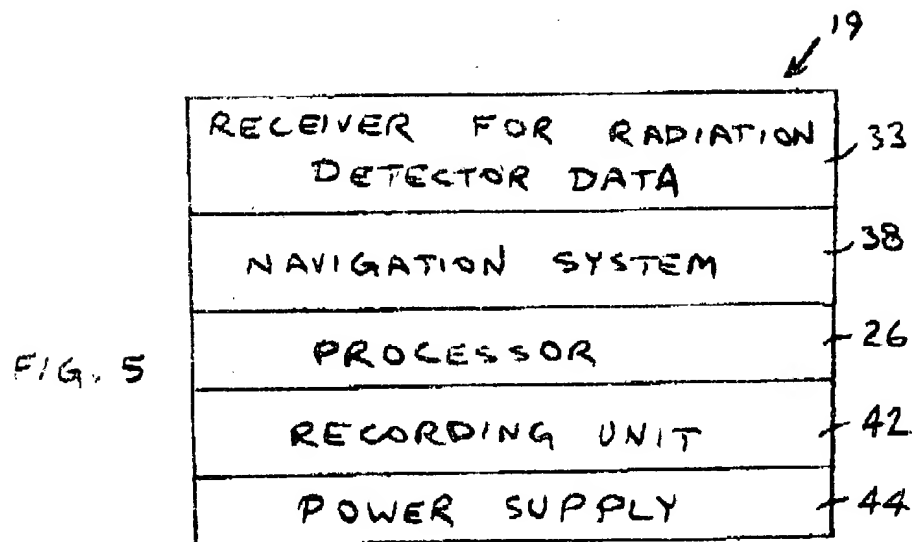 19
RECEIVER FOR RADIATION
DETECTOR DATA
33
NAVIGATION SYSTEM
38
PROCESSOR
26
RECORDING UNIT
42
POWER SUPPLY
44
FIG. 5